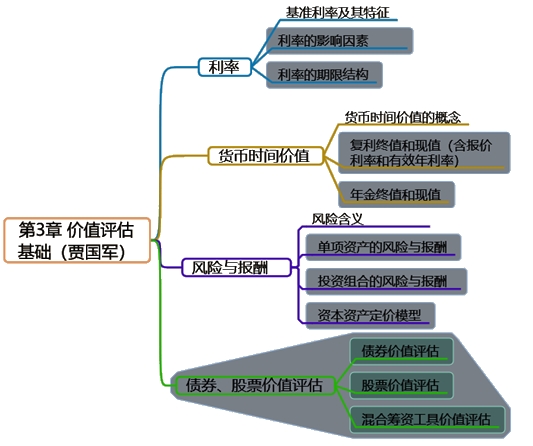 基准利率及其特征
利率的影响因素
利率
利率的期限结构
货币时间价值的概念
复利终值和现值（含报价
利率和有效年利率）
货币时间价值
年金终值和现值
第3章 价值评估
基础（贾国军）
风险含义
单项资产的风险与报酬
风险与报酬
投资组合的风险与报酬
资本资产定价模型
债券价值评估
债券、股票价值评估
股票价值评估
混合筹资工具价值评估